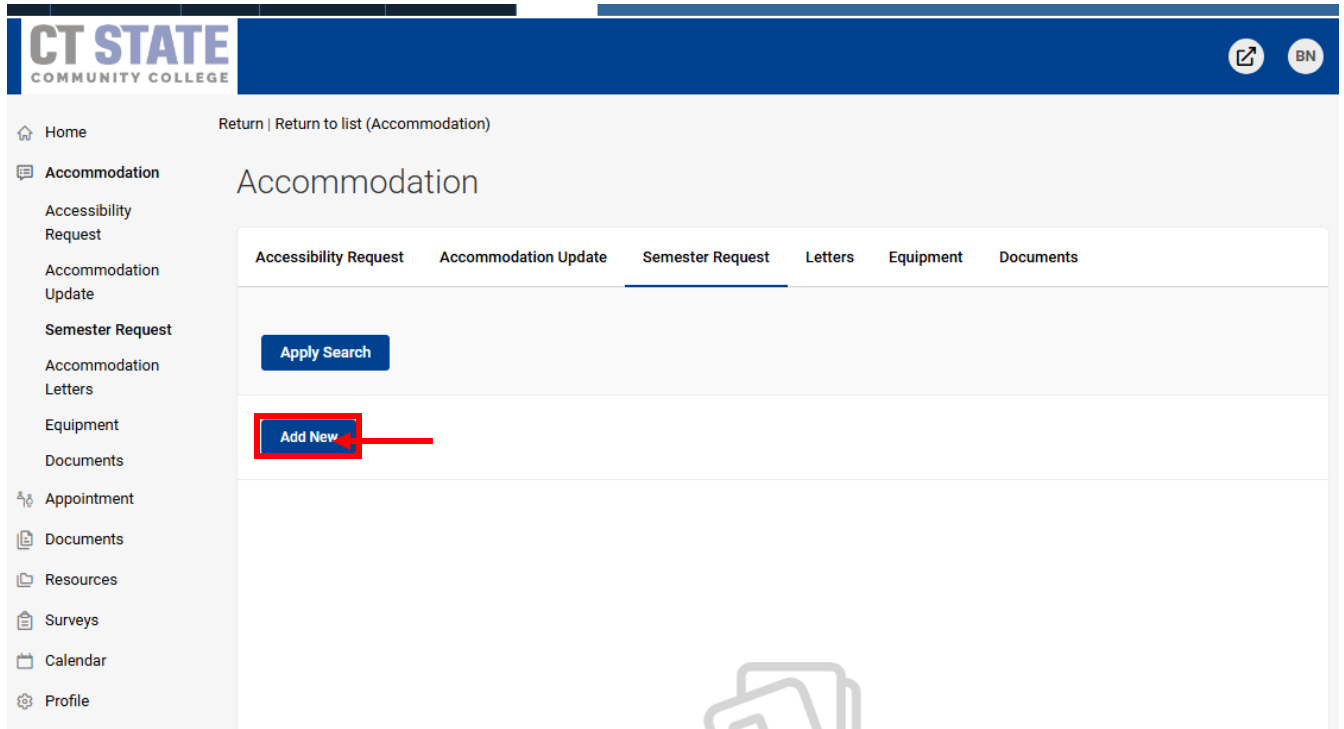 CT STATE
COMMUNITY COLLEGE
BN
Home
Accommodation
Accessibility
Request
Accommodation
Update
Semester Request
Accommodation
Letters
Equipment
Documents
Appointment
Documents
Resources
Surveys
Calendar
Profile
Return | Return to list (Accommodation)
Accommodation
Accessibility Request Accommodation Update Semester Request Letters Equipment Documents
Apply Search
Add New